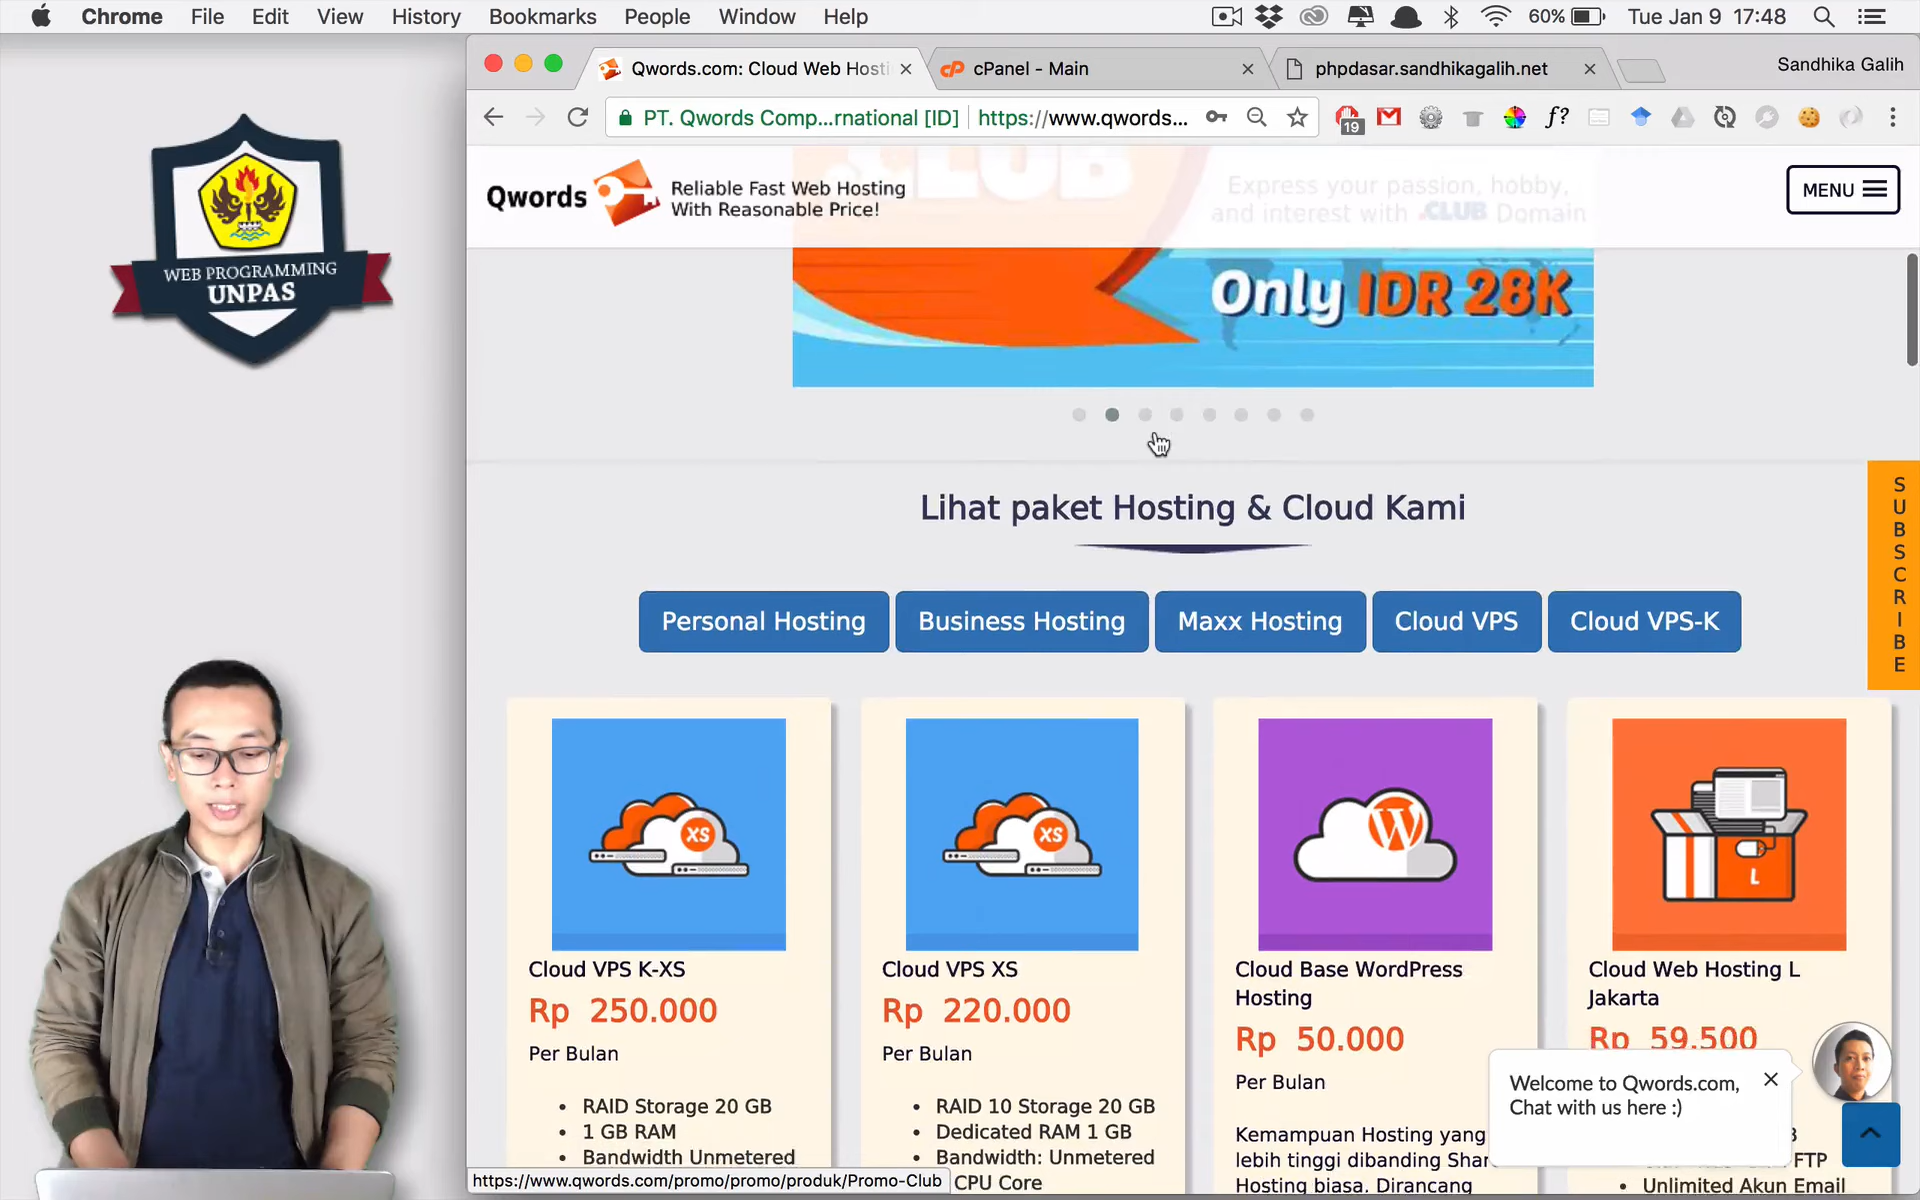 Chrome File Edit View History Bookmarks People Window Help 60% Tue Jan 9 17:48
Qwords.com: Cloud Web Hosti
cPanel - Main
phpdasar.sandhikagalih.net
Sandhika Galih
PT. Qwords Comp...rnational [ID] https://www.qwords...
19
f?
Qwords
Reliable Fast Web Hosting
With Reasonable Price!
MENU
.CLUB
Express your passion, hobby,
and interest with .CLUB Domain
Only IDR 28K
WEB PROGRAMMING
UNPAS
SUBSCRIBE
Lihat paket Hosting & Cloud Kami
Personal Hosting
Business Hosting
Maxx Hosting
Cloud VPS
Cloud VPS-K
XS
XS
W
L
Cloud VPS K-XS
Rp 250.000
Per Bulan
• RAID Storage 20 GB
• 1 GB RAM
• Bandwidth Unmetered
Cloud VPS XS
Rp 220.000
Per Bulan
• RAID 10 Storage 20 GB
• Dedicated RAM 1 GB
• Bandwidth: Unmetered
CPU Core
Cloud Base WordPress
Hosting
Rp 50.000
Per Bulan
Kemampuan Hosting yang
lebih tinggi dibanding Shar
Hosting biasa. Dirancang
Cloud Web Hosting L
Jakarta
Rp 59.500
FTP
• Unlimited Akun Email
Welcome to Qwords.com,
Chat with us here :)
https://www.qwords.com/promo/promo/produk/Promo-Club